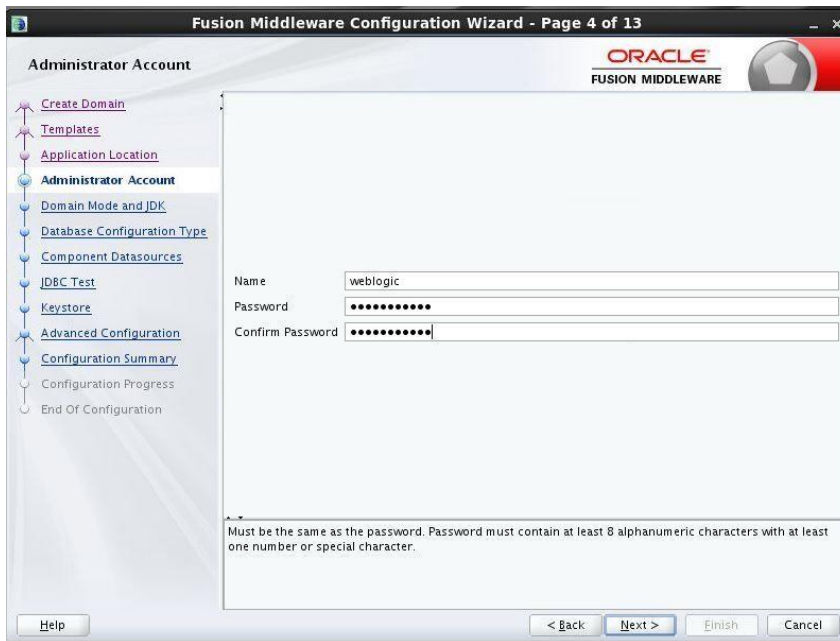 Fusion Middleware Configuration Wizard - Page 4 of 13
Administrator Account
ORACLE
FUSION MIDDLEWARE
Create Domain
Templates
Application Location
Administrator Account
Domain Mode and JDK
Database Configuration Type
Component Datasources
JDBC Test
Keystore
Advanced Configuration
Configuration Summary
Configuration Progress
End Of Configuration
Name weblogic
Password •••••••••••
Confirm Password •••••••••••
Must be the same as the password. Password must contain at least 8 alphanumeric characters with at least
one number or special character.
Help < Back Next > Finish Cancel